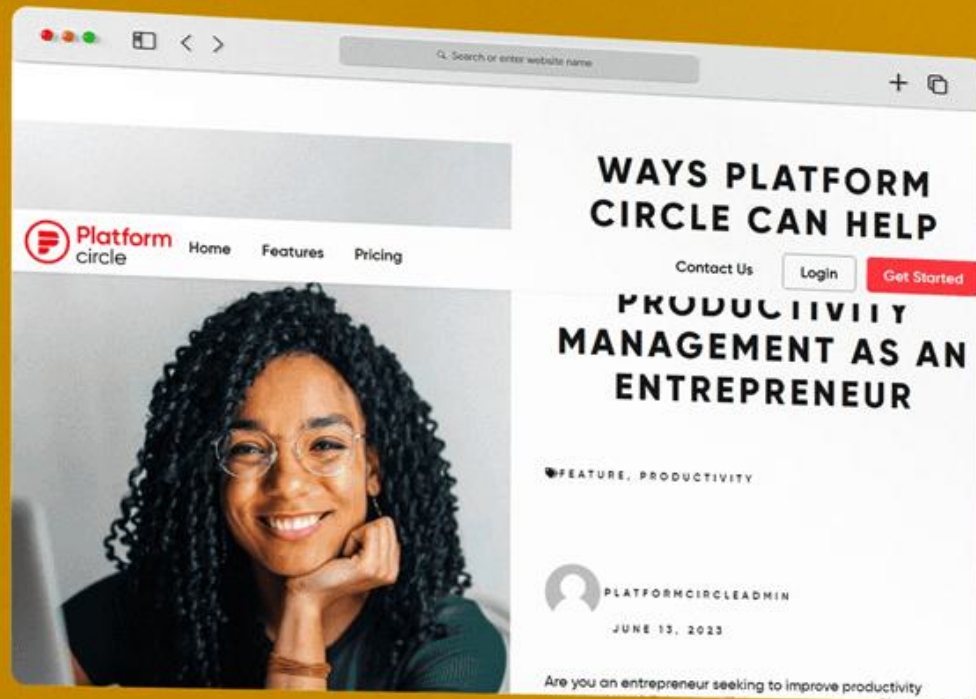 Search or enter website name
WAYS PLATFORM
CIRCLE CAN HELP
Platform
circle
Home
Features
Pricing
Contact Us
Login
Get Started
PRODUCTIVITY
MANAGEMENT AS AN
ENTREPRENEUR
FEATURE, PRODUCTIVITY
PLATFORMCIRCLEADMIN
JUNE 13, 2023
Are you an entrepreneur seeking to improve productivity